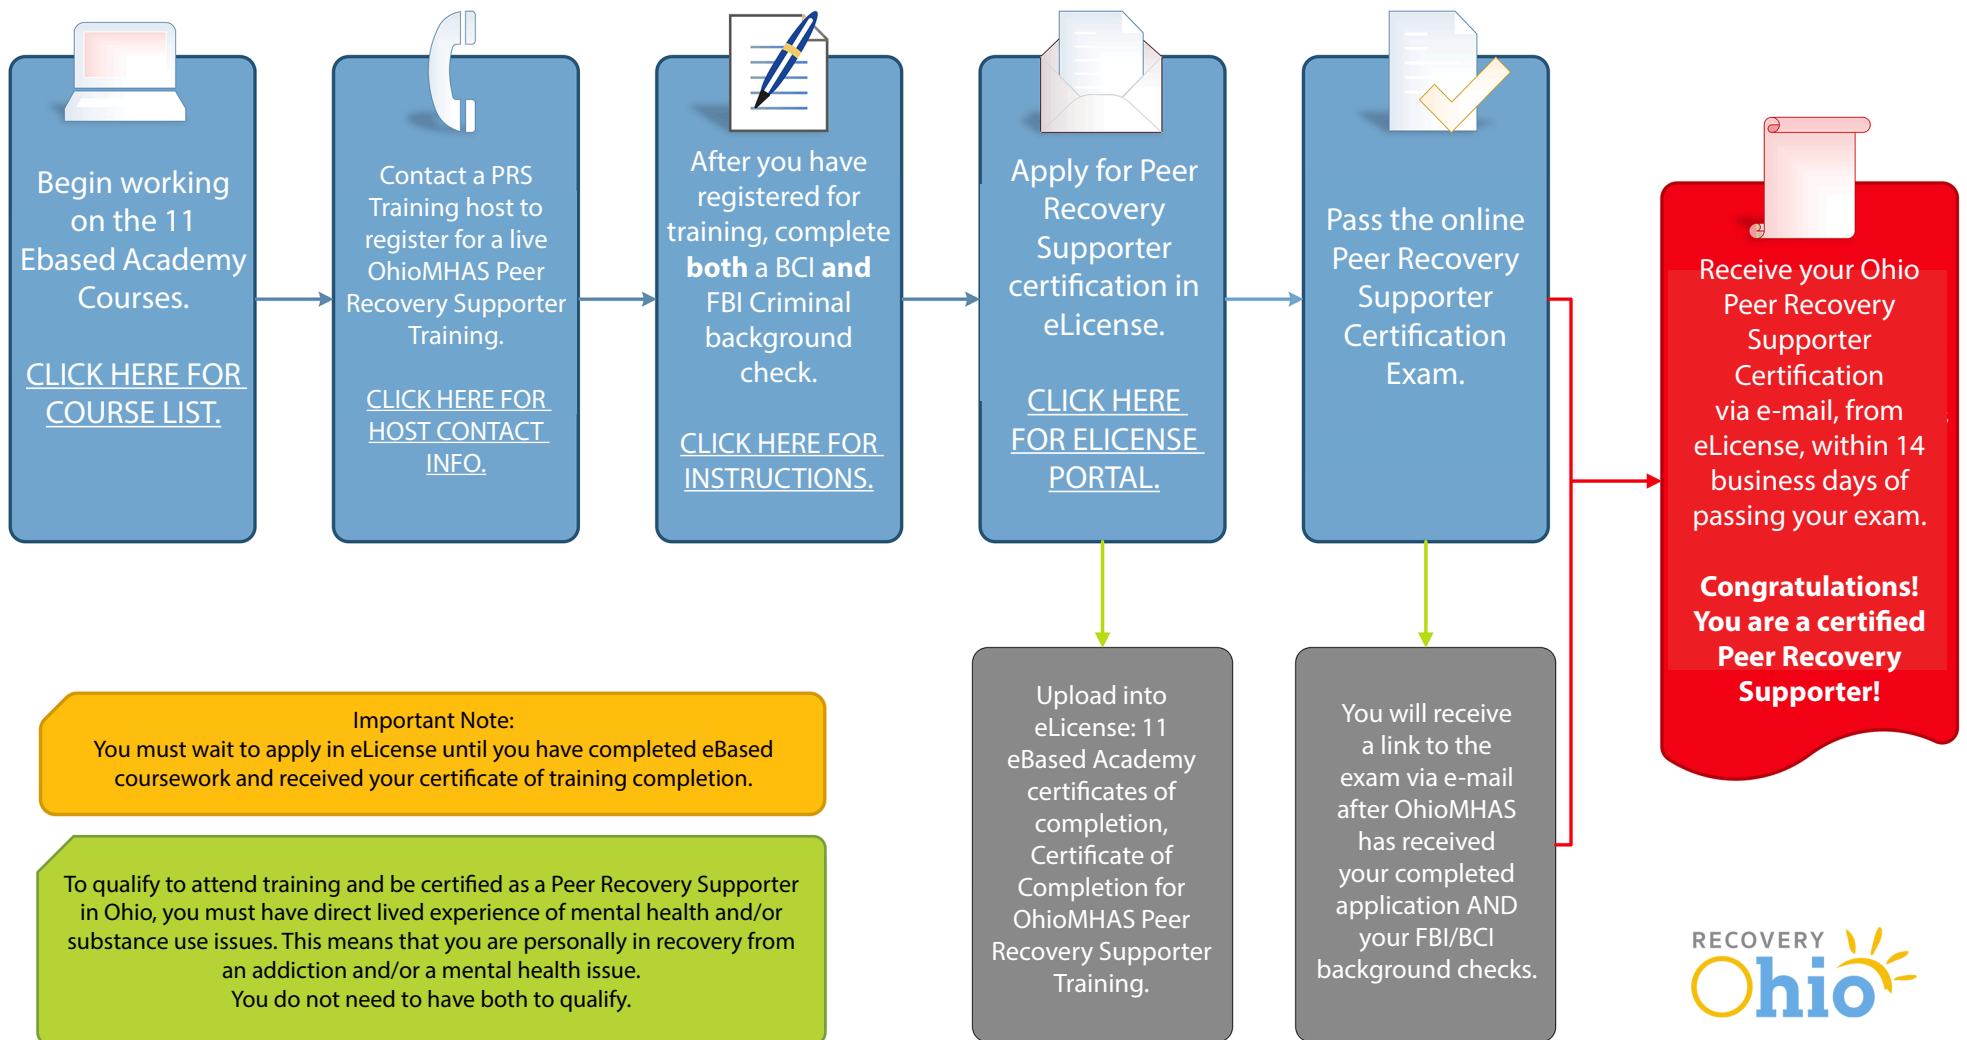 Begin working
on the 11
Ebased Academy
Courses.
CLICK HERE FOR
COURSE LIST.
Contact a PRS
Training host to
register for a live
OhioMHAS Peer
Recovery Supporter
Training.
CLICK HERE FOR
HOST CONTACT
INFO.
After you have
registered for
training, complete
both a BCI and
FBI Criminal
background
check.
CLICK HERE FOR
INSTRUCTIONS.
Apply for Peer
Recovery
Supporter
certification in
eLicense.
CLICK HERE
FOR ELICENSE
PORTAL.
Pass the online
Peer Recovery
Supporter
Certification
Exam.
Receive your Ohio
Peer Recovery
Supporter
Certification
via e-mail, from
eLicense, within 14
business days of
passing your exam.
Congratulations!
You are a certified
Peer Recovery
Supporter!
Upload into
eLicense: 11
eBased Academy
certificates of
completion,
Certificate of
Completion for
OhioMHAS Peer
Recovery Supporter
Training.
You will receive
a link to the
exam via e-mail
after OhioMHAS
has received
your completed
application AND
your FBI/BCI
background checks.
Important Note:
You must wait to apply in eLicense until you have completed eBased
coursework and received your certificate of training completion.
To qualify to attend training and be certified as a Peer Recovery Supporter
in Ohio, you must have direct lived experience of mental health and/or
substance use issues. This means that you are personally in recovery from
an addiction and/or a mental health issue.
You do not need to have both to qualify.
RECOVERY
Ohio